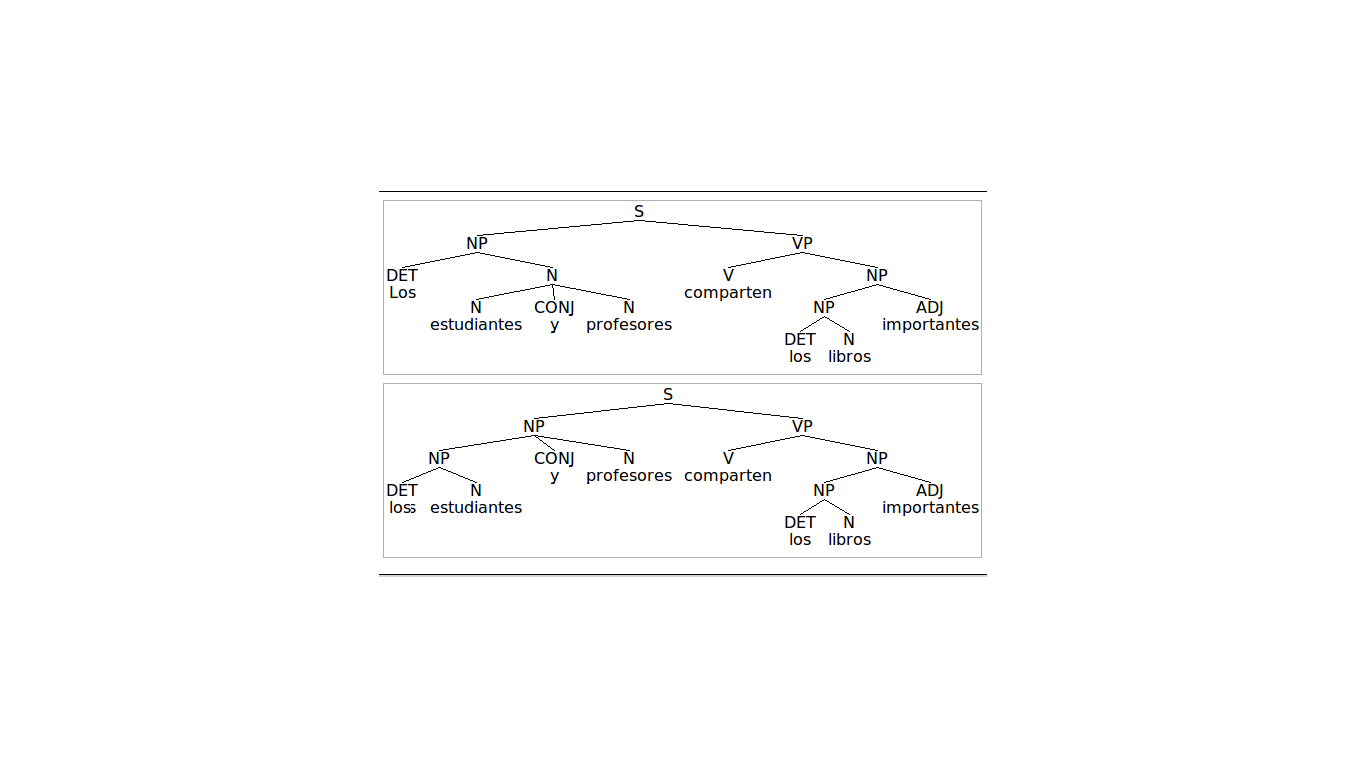 S
NP VP
DET N V NP
Los comparten
N CONJ N NP ADJ
estudiantes y profesores importantes
DET N
los libros
S
NP VP
NP CONJ N V NP
y profesores comparten
DET N NP ADJ
loss estudiantes importantes
DET N
los libros